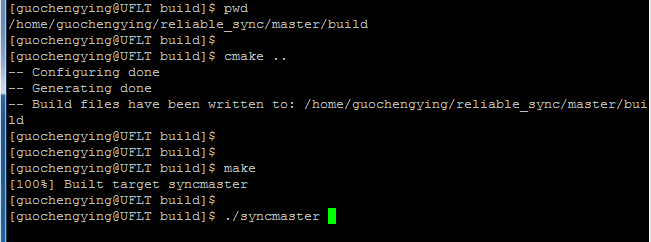 [guochengying@UFLT build]$ pwd
/home/guochengying/reliable_sync/master/build
[guochengying@UFLT build]$
[guochengying@UFLT build]$ cmake ..
-- Configuring done
-- Generating done
-- Build files have been written to: /home/guochengying/reliable_sync/master/bui
ld
[guochengying@UFLT build]$
[guochengying@UFLT build]$
[guochengying@UFLT build]$ make
[100%] Built target syncmaster
[guochengying@UFLT build]$
[guochengying@UFLT build]$ ./syncmaster